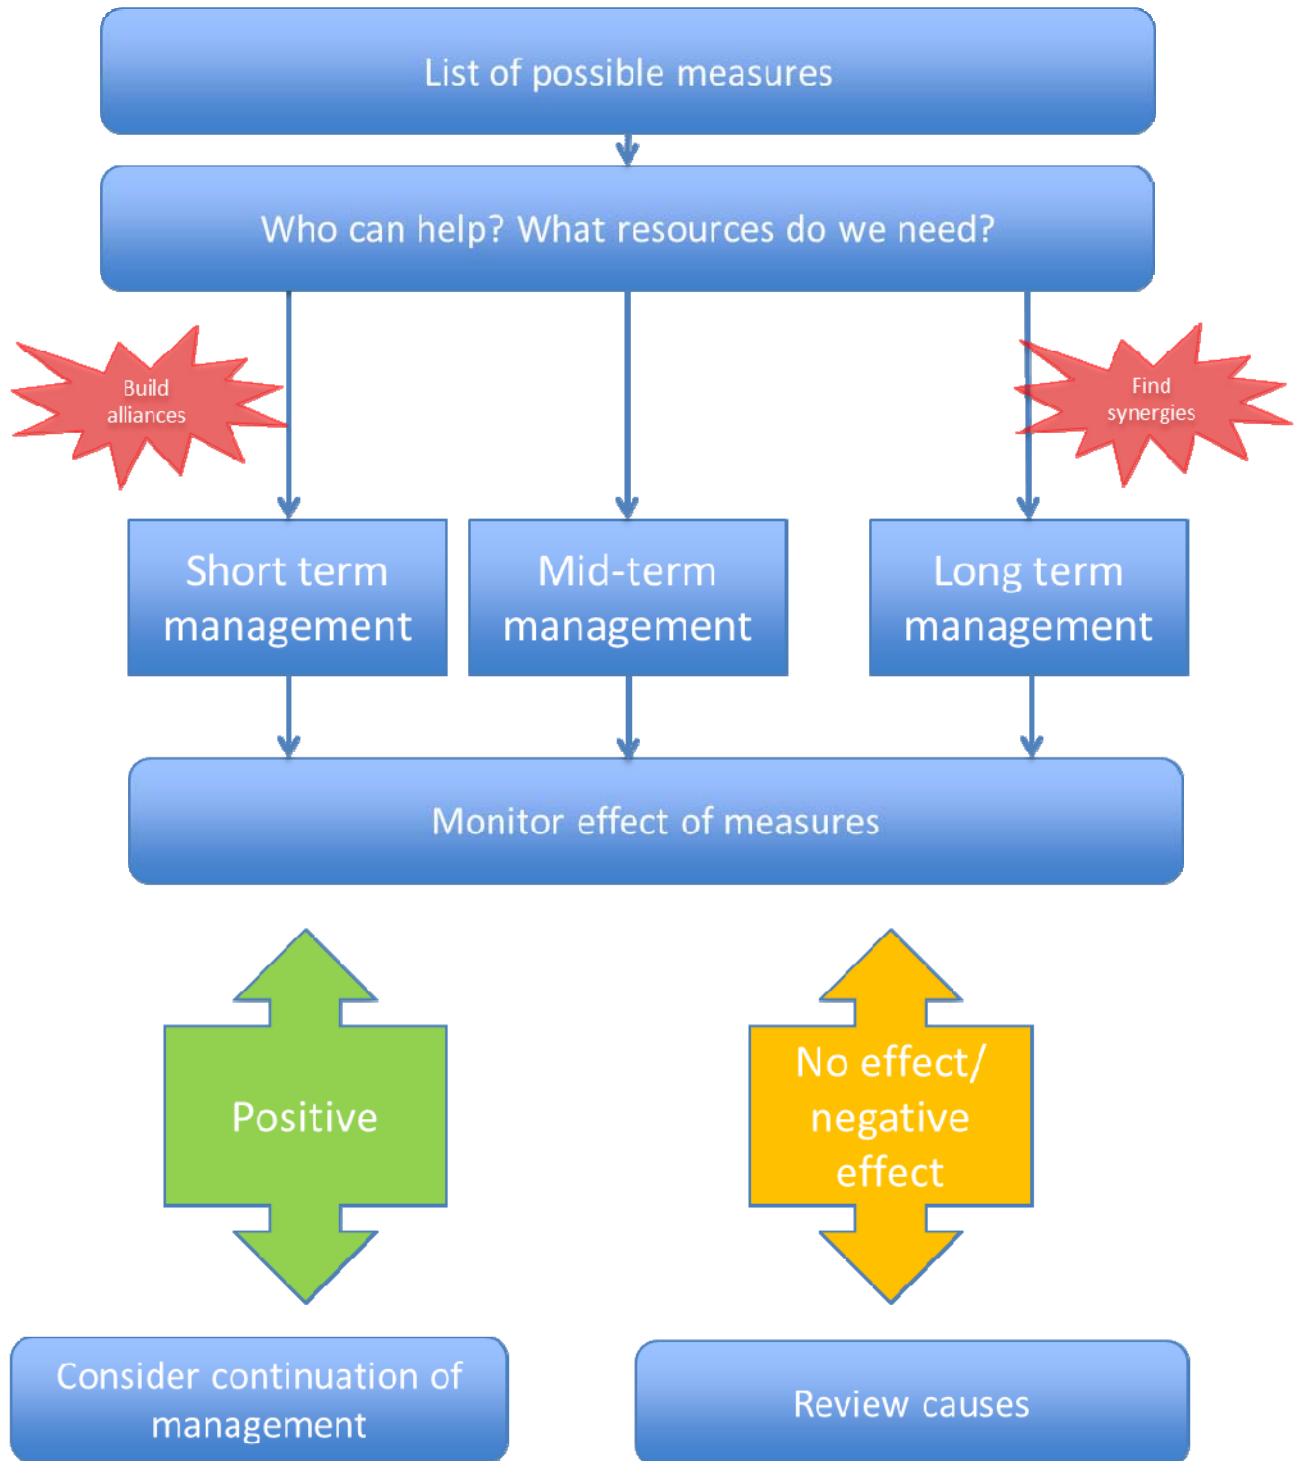 List of possible measures
Who can help? What resources do we need?
Build
alliances
Find
synergies
Short term
management
Mid-term
management
Long term
management
Monitor effect of measures
Positive
No effect/
negative
effect
Consider continuation of
management
Review causes